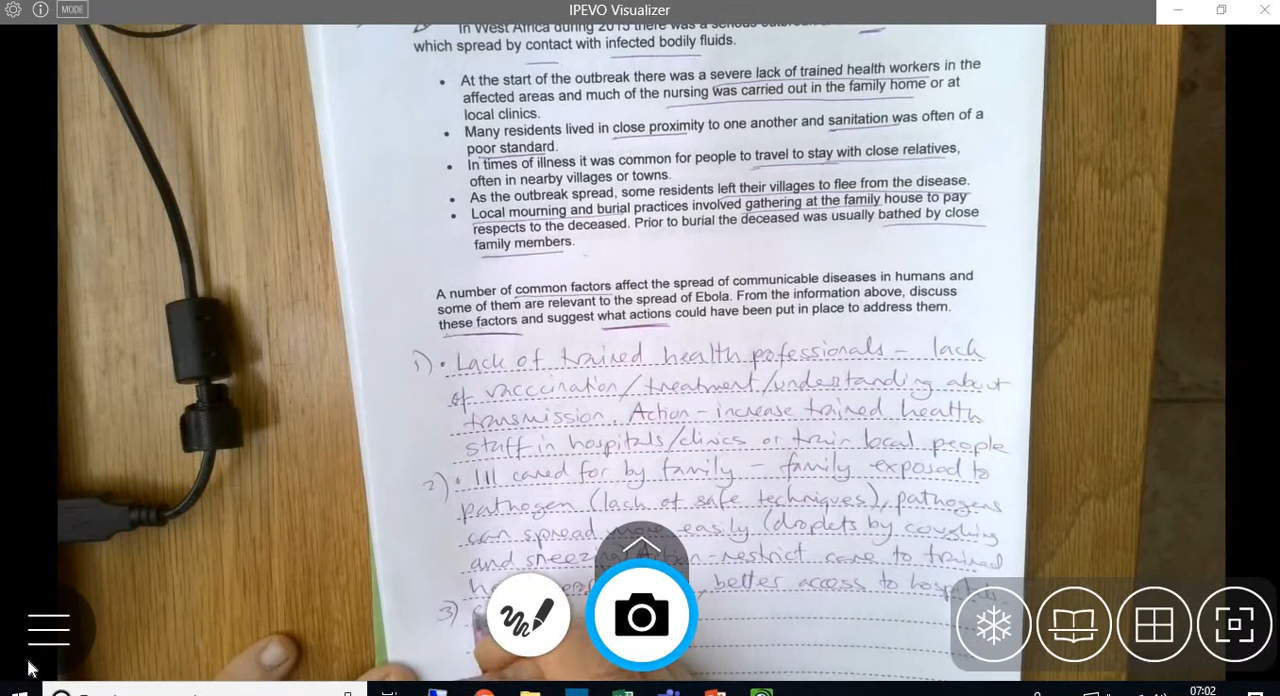 IPEVO Visualizer
MODE
In West Africa during 2013 there was a serious outbreak
which spread by contact with infected bodily fluids.
• At the start of the outbreak there was a severe lack of trained health workers in the
affected areas and much of the nursing was carried out in the family home or at
local clinics.
• Many residents lived in close proximity to one another and sanitation was often of a
poor standard.
• In times of illness it was common for people to travel to stay with close relatives,
often in nearby villages or towns.
• As the outbreak spread, some residents left their villages to flee from the disease.
• Local mourning and burial practices involved gathering at the family house to pay
respects to the deceased. Prior to burial the deceased was usually bathed by close
family members.
A number of common factors affect the spread of communicable diseases in humans and
some of them are relevant to the spread of Ebola. From the information above, discuss
these factors and suggest what actions could have been put in place to address them.
1) • Lack of trained health pofessionals - lack
of vaccination/treatment/understanding about
transmission. Action - increase trained health
staff in hospitals/clinics or train local people
2) • Ill cared for by family - family exposed to
pathogen (lack of safe techniques), pathogens
can spread more easily (droplets by coughing
and sneezing Action - restrict care to trained
better access to
3)
07:02